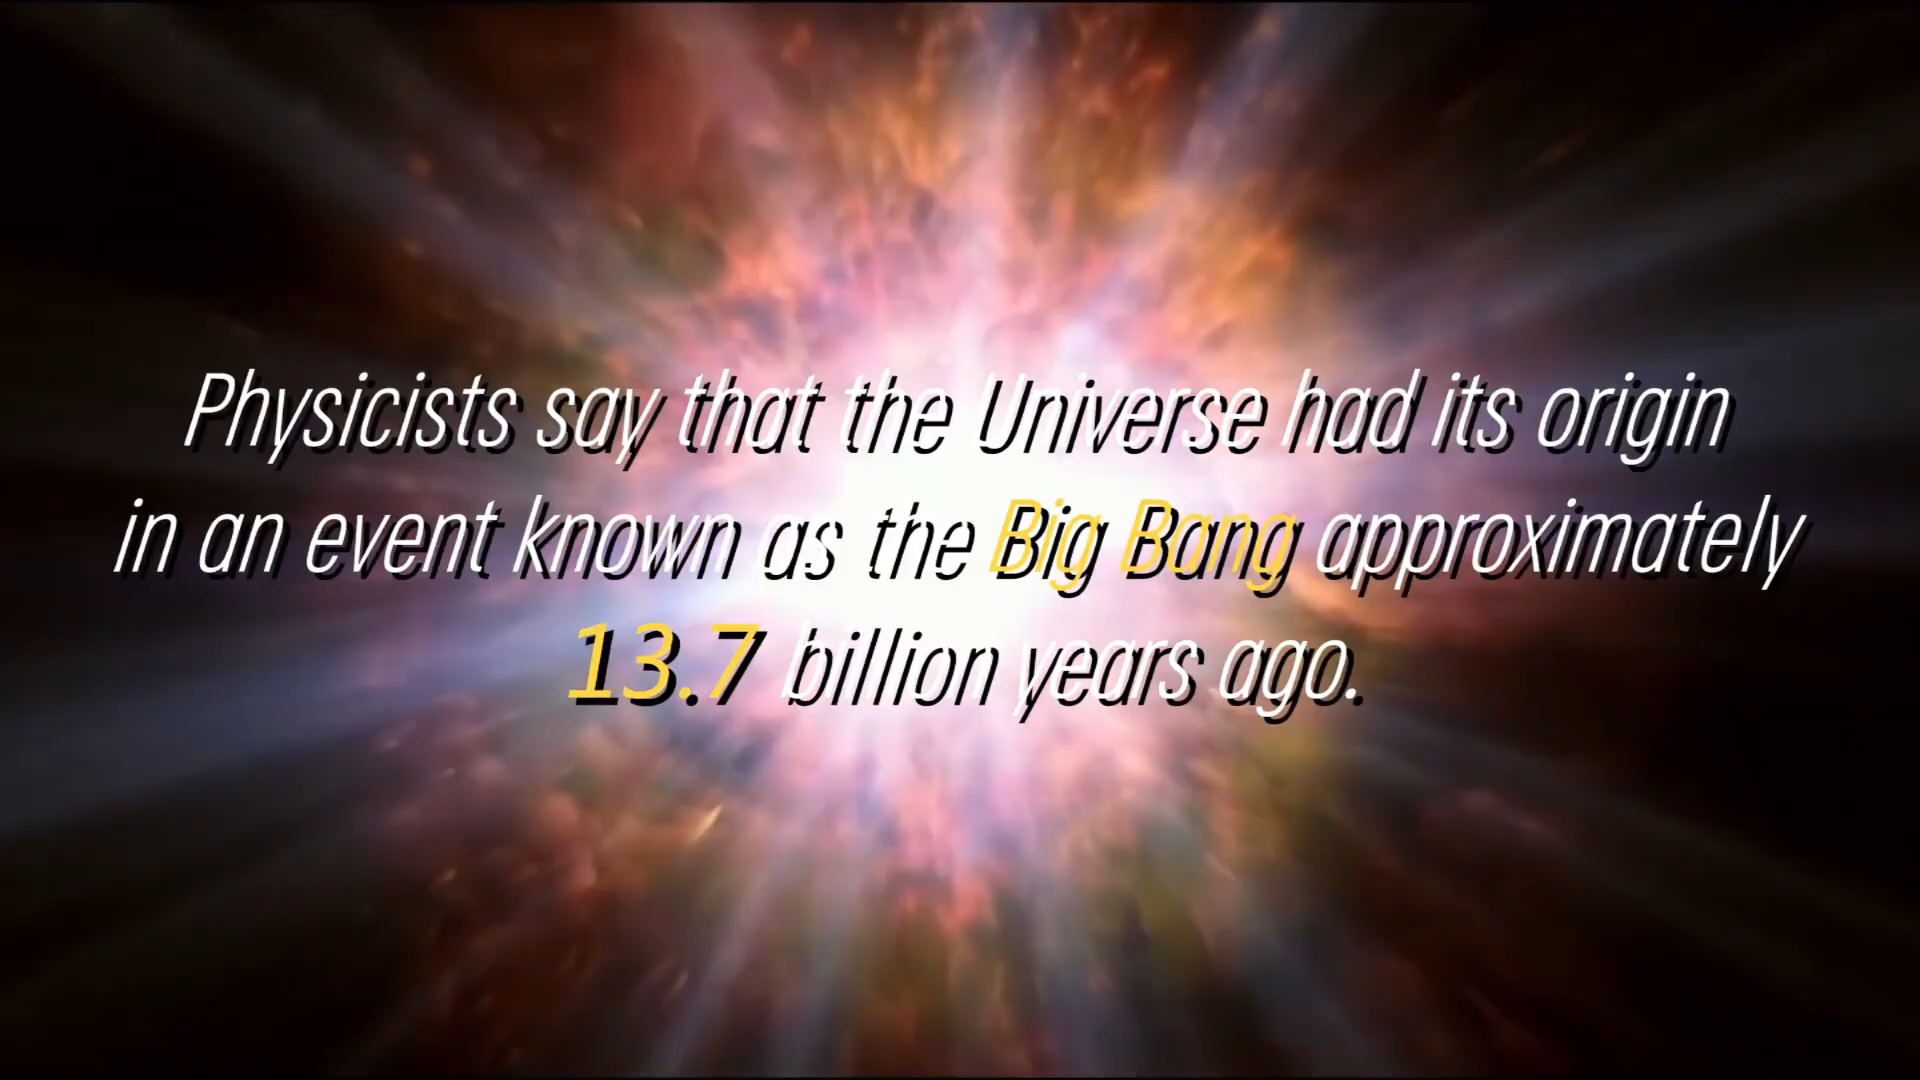 Physicists say that the Universe had its origin
in an event known as the Big Bang approximately
13.7 billion years ago.